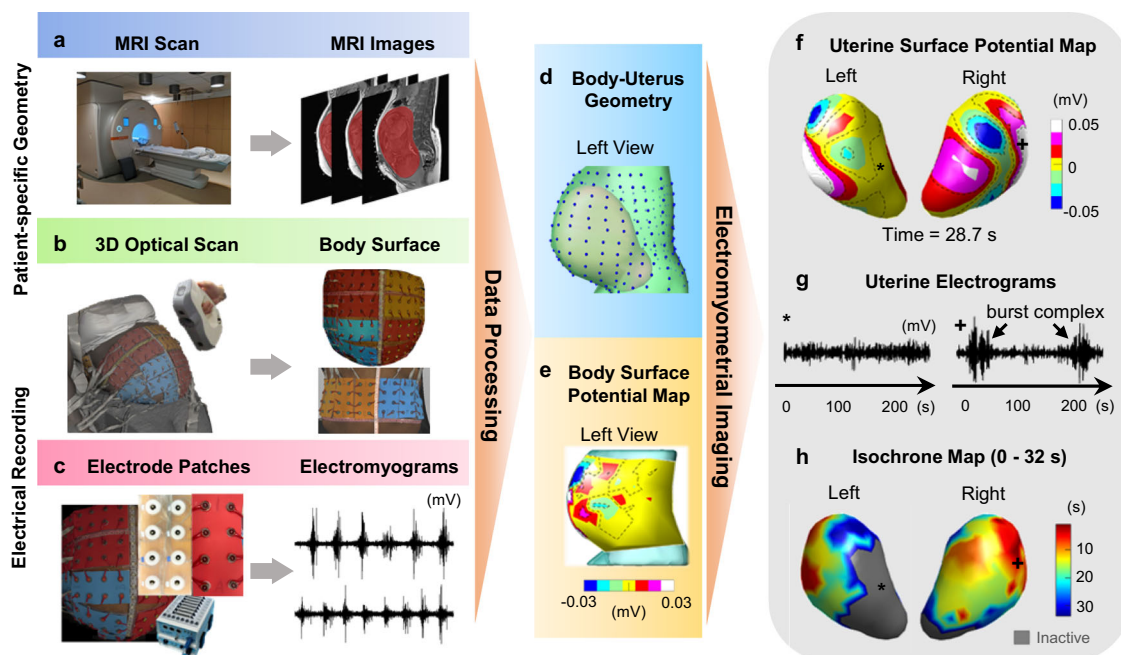 Patient-specific Geometry
Electrical Recording
a
MRI Scan
MRI Images
b
3D Optical Scan
Body Surface
c
Electrode Patches
Electromyograms
(mV)
Data Processing
d
Body-Uterus
Geometry
Left View
e
Body Surface
Potential Map
Left View
-0.03
0.03
(mV)
Electromyometrial Imaging
f
Uterine Surface Potential Map
Left
Right
(mV)
0.05
0
-0.05
*
+
Time = 28.7 s
g
Uterine Electrograms
*
(mV)
+
burst complex
0 100 200 (s)
0 100 200 (s)
h
Isochrone Map (0 - 32 s)
Left
Right
(s)
10
20
30
*
+
Inactive